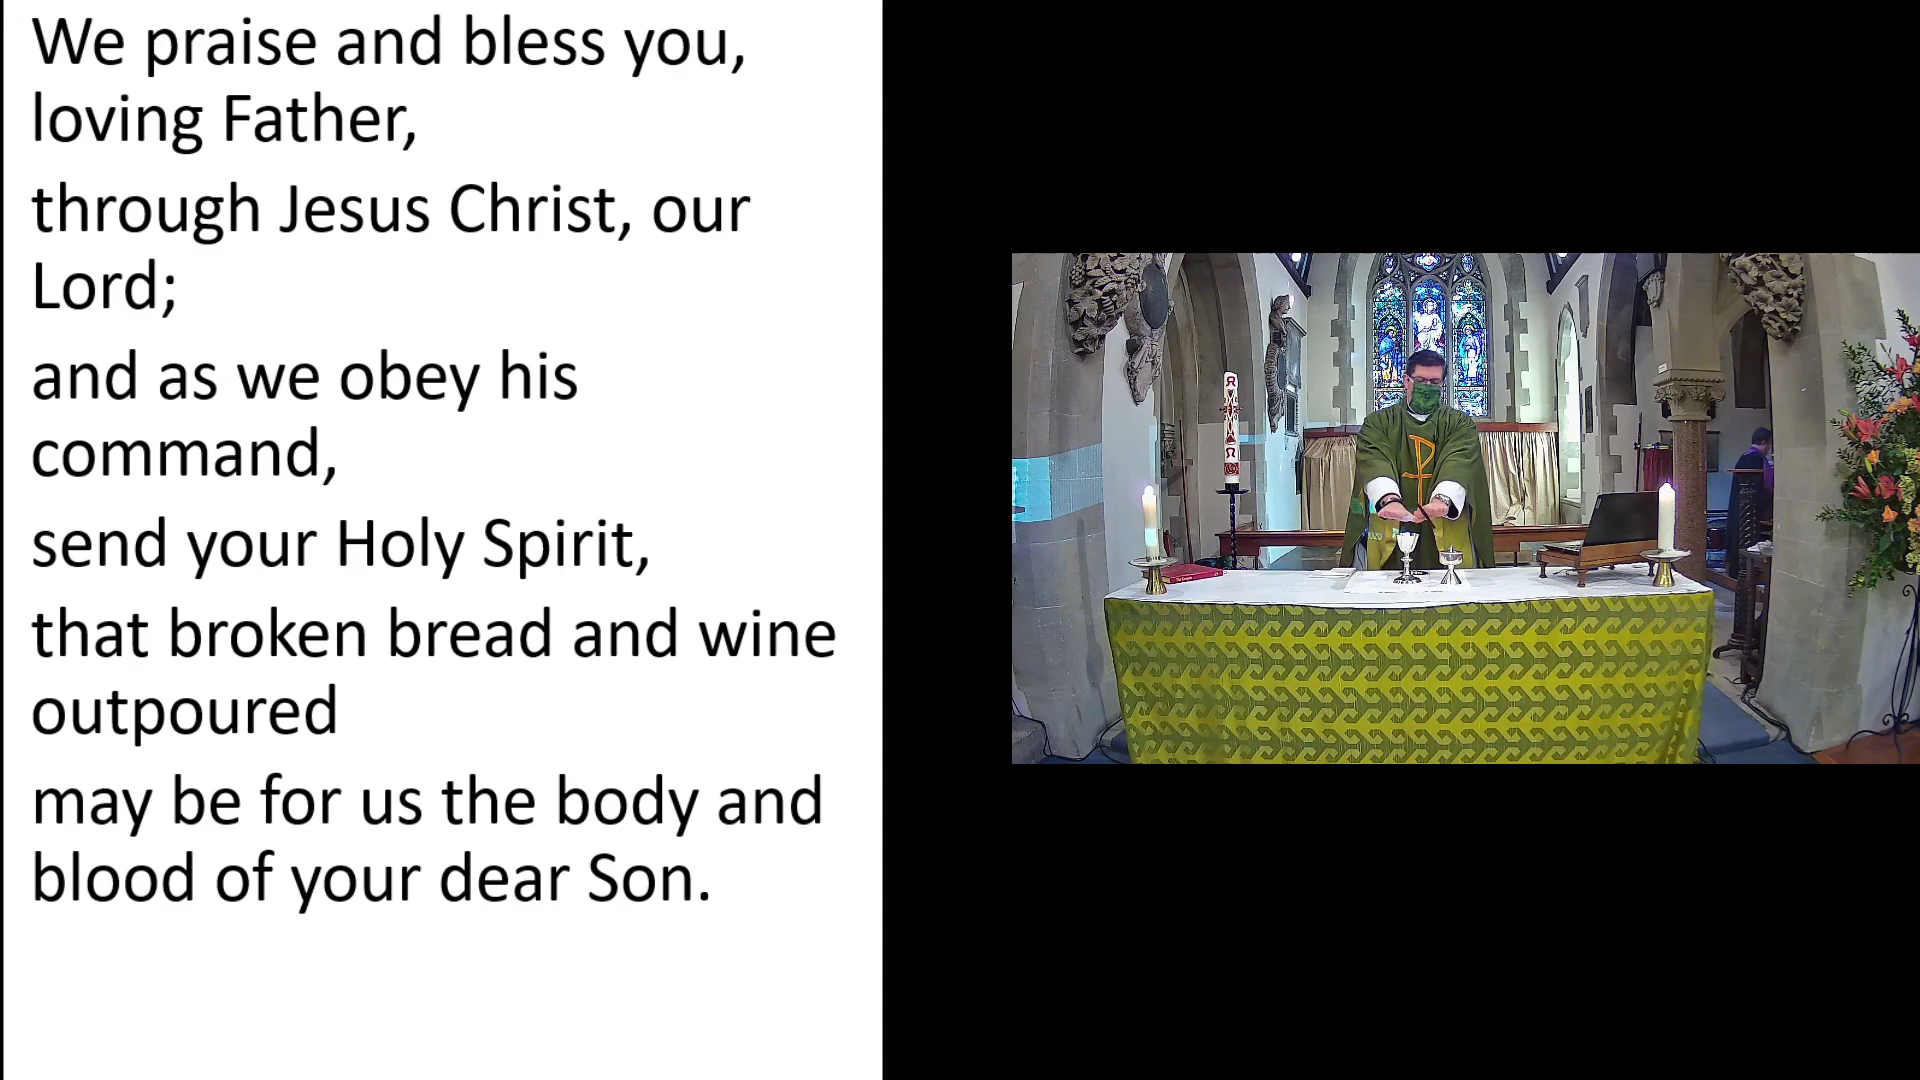 We praise and bless you,
loving Father,
through Jesus Christ, our
Lord;
and as we obey his
command,
send your Holy Spirit,
that broken bread and wine
outpoured
may be for us the body and
blood of your dear Son.